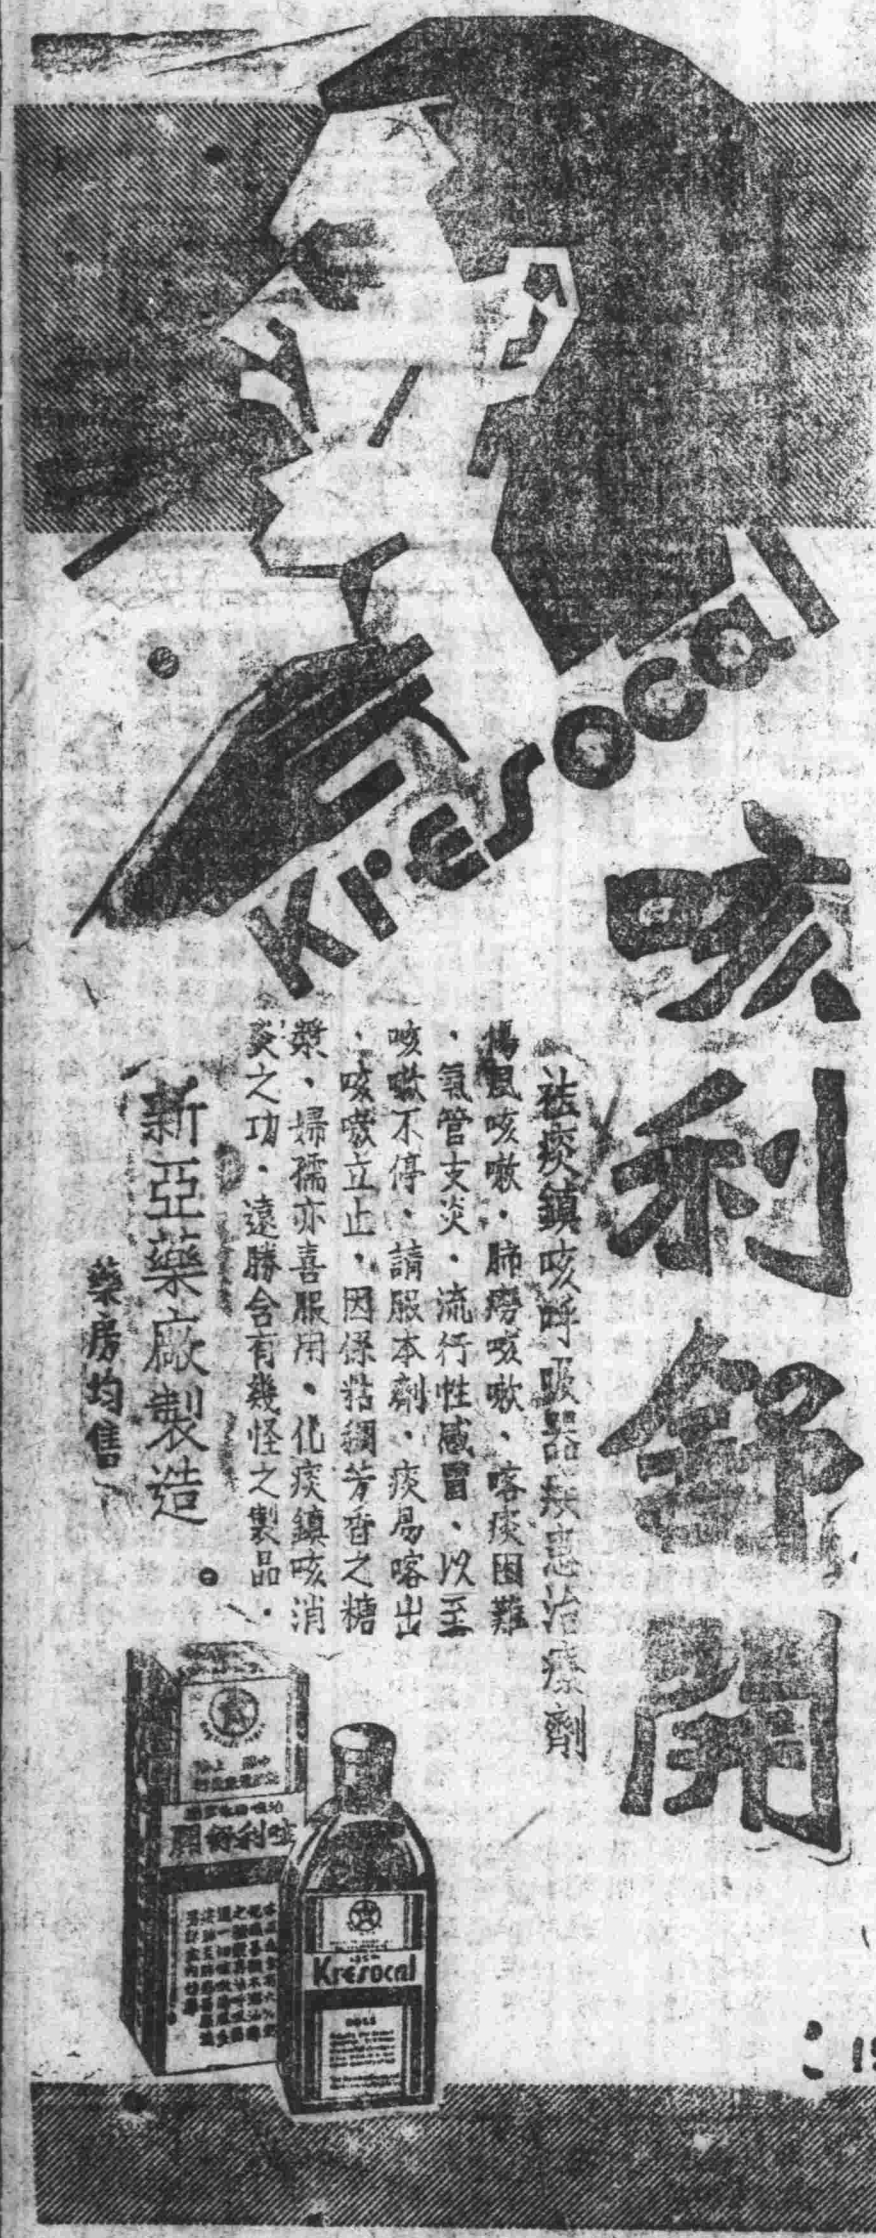 Kresocal
咳利舒開
祛痰鎮咳呼吸器疾患治療劑
傷風咳嗽、肺癆咳嗽、喀痰困難
、氣管支炎、流行性感冒、以至
咳嗽不停、請服本劑、痰易喀出
、咳嗽立止、因係粘稠芳香之糖
漿、婦孺亦喜服用、化痰鎮咳消
炎之功、遠勝含有幾怪之製品。
新亞藥廠製造
藥房均售
開舒利咳
Kresocal
DOSE